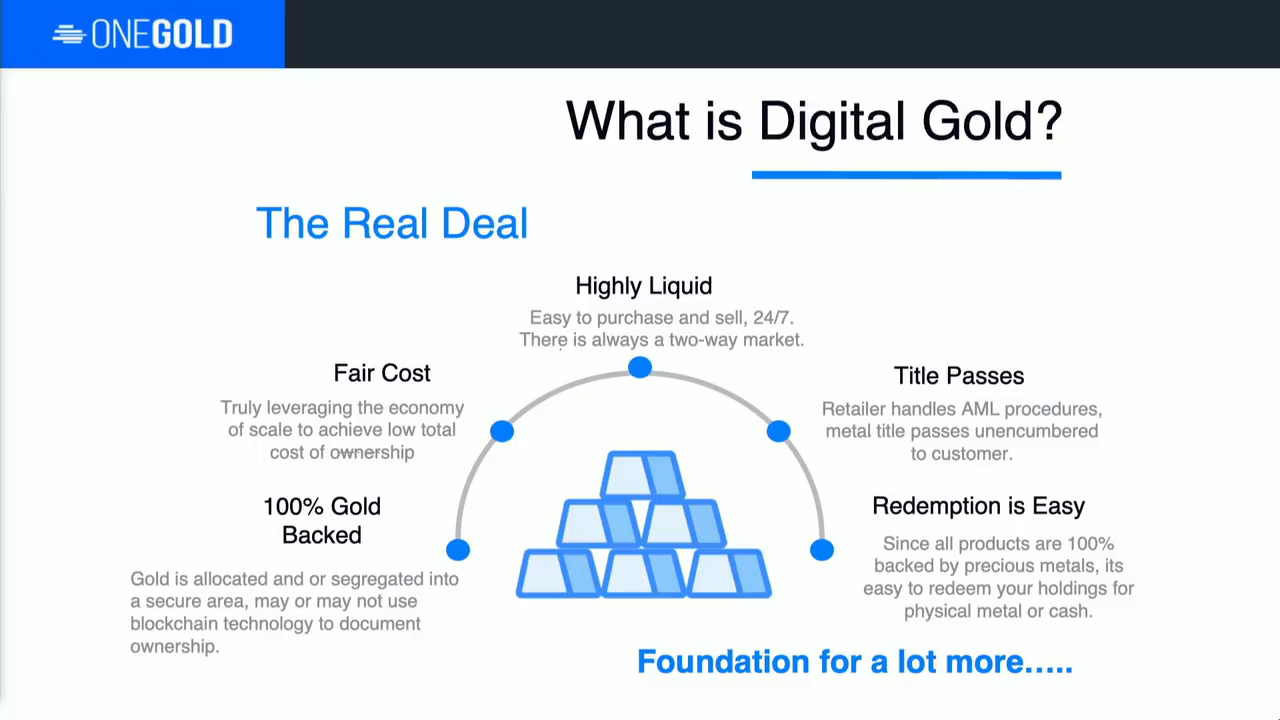 ONEGOLD
What is Digital Gold?
The Real Deal
Highly Liquid
Easy to purchase and sell, 24/7.
There is always a two-way market.
Fair Cost
Truly leveraging the economy
of scale to achieve low total
cost of ownership
Title Passes
Retailer handles AML procedures,
metal title passes unencumbered
to customer.
100% Gold
Backed
Gold is allocated and or segregated into
a secure area, may or may not use
blockchain technology to document
ownership.
Redemption is Easy
Since all products are 100%
backed by precious metals, its
easy to redeem your holdings for
physical metal or cash.
Foundation for a lot more…..